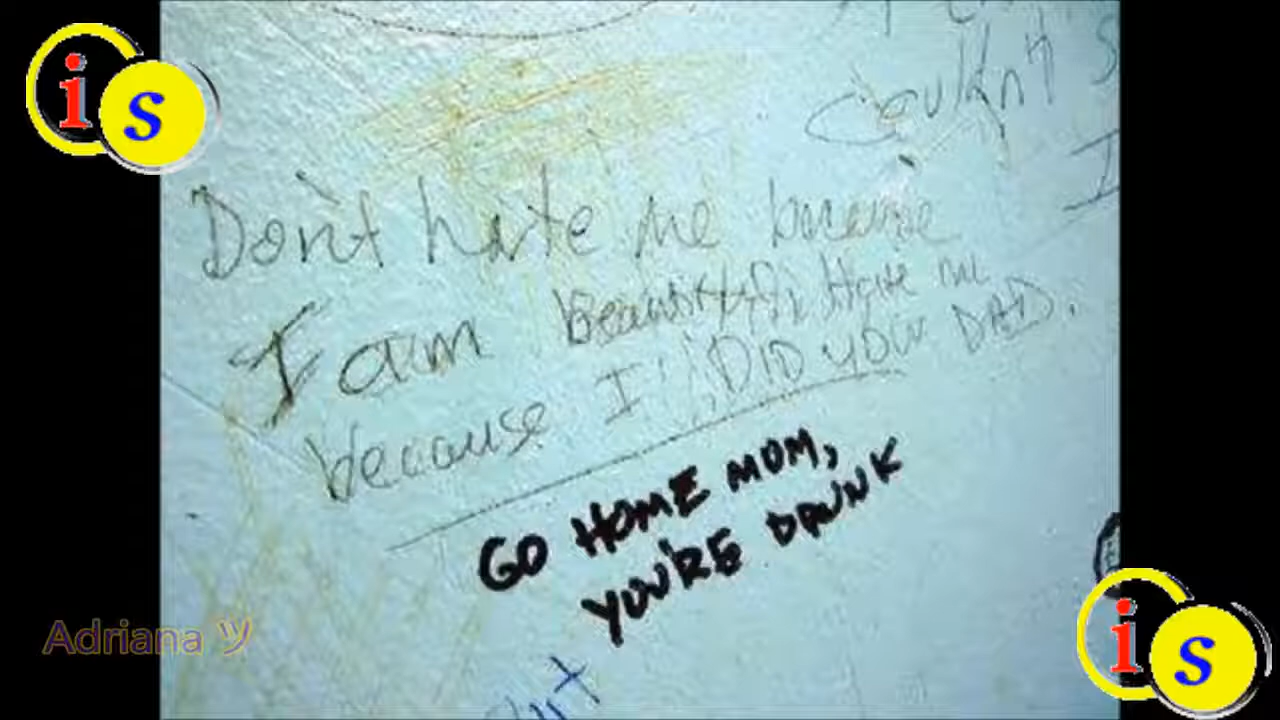 i s
couldn't S
I
Don't hate me because
I am beautiful, Hate me
because I DID YOUR DAD.
GO HOME MOM,
YOU'RE DRUNK
Adriana ツ
i s